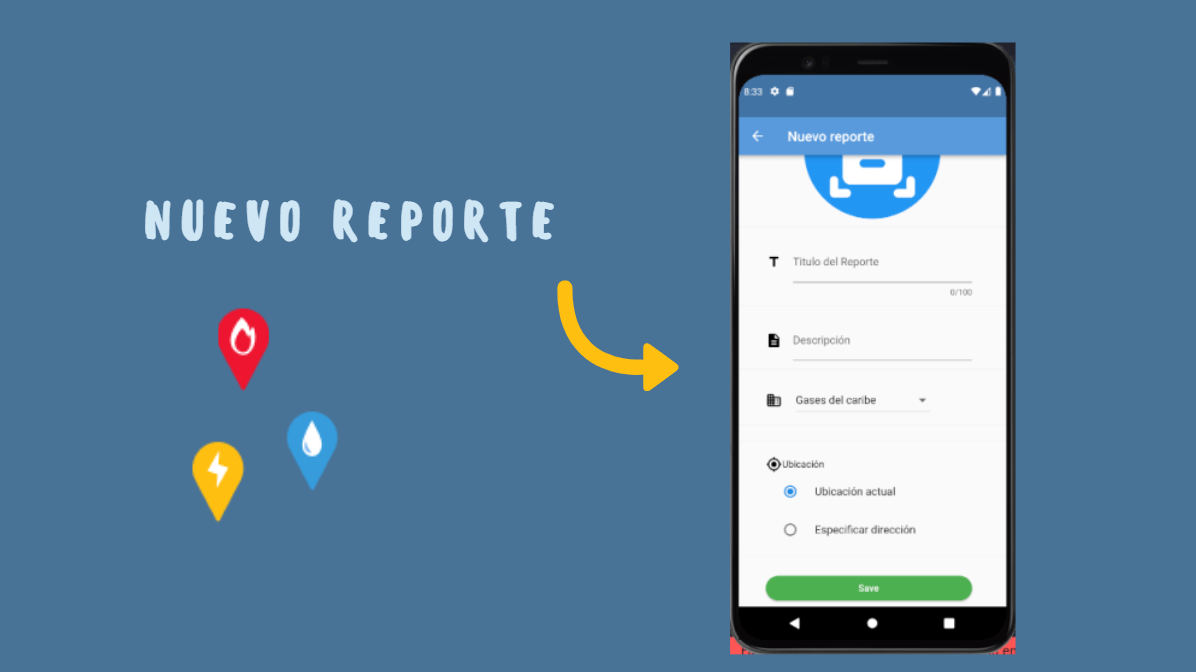 NUEVO REPORTE
8:33
Nuevo reporte
Titulo del Reporte
0/100
Descripción
Gases del caribe
Ubicación
Ubicación actual
Especificar dirección
Save